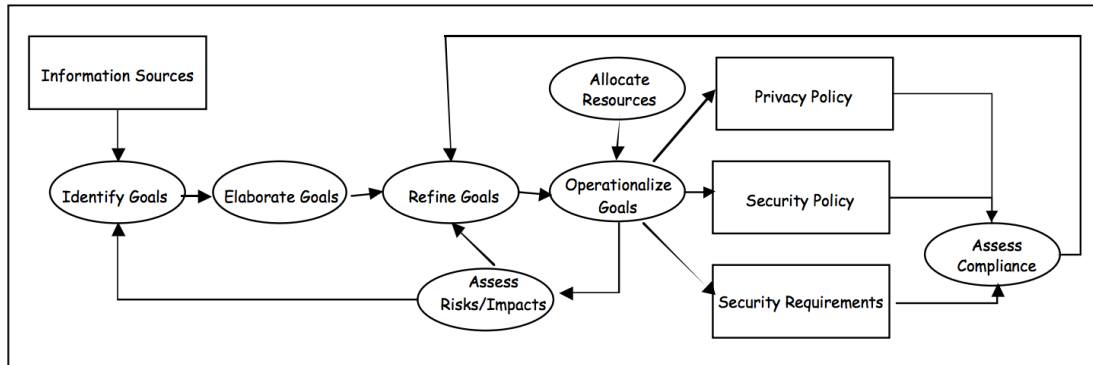 Information Sources
Allocate
Resources
Privacy Policy
Identify Goals
Elaborate Goals
Refine Goals
Operationalize
Goals
Security Policy
Assess
Compliance
Assess
Risks/Impacts
Security Requirements